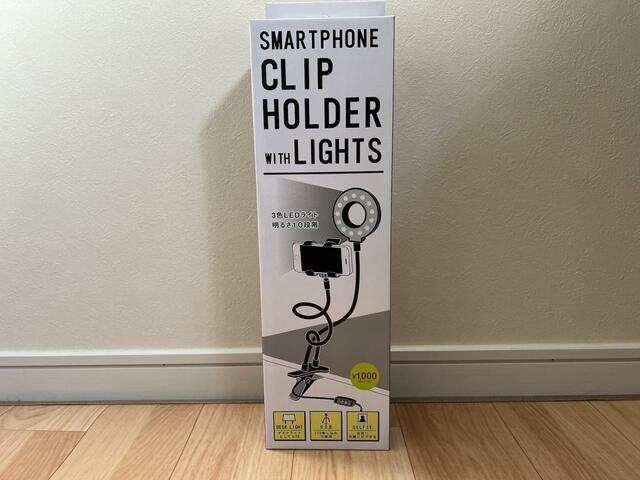 SMARTPHONE
CLIP
HOLDER
WITH LIGHTS
3色LEDライト
明るさ10段階
¥1,000
DESK LIGHT
USB
SELFIE